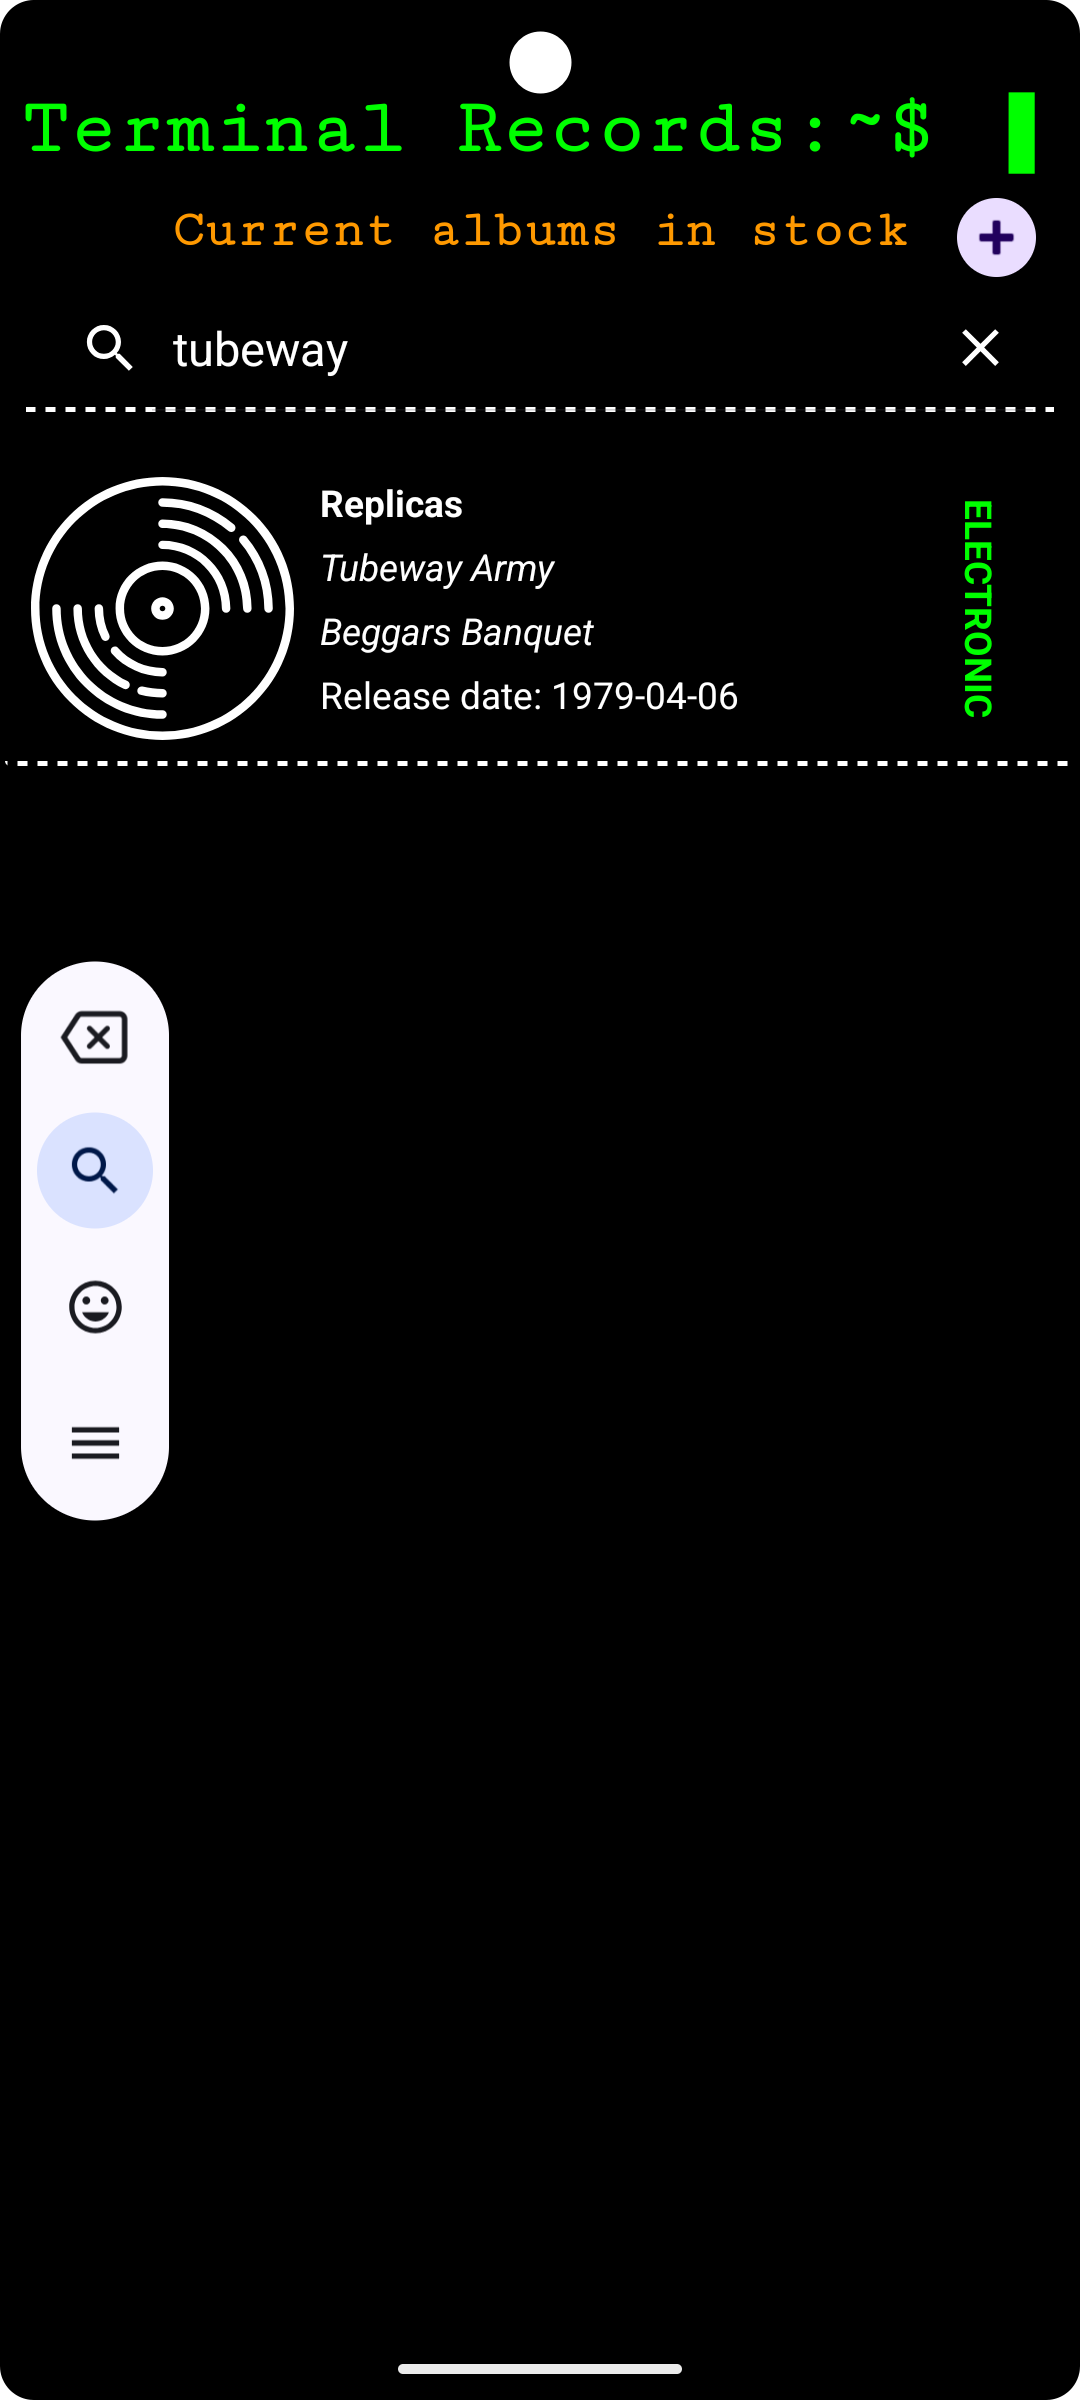 Terminal Records:~$
Current albums in stock
tubeway
Replicas
Tubeway Army
Beggars Banquet
Release date: 1979-04-06
ELECTRONIC